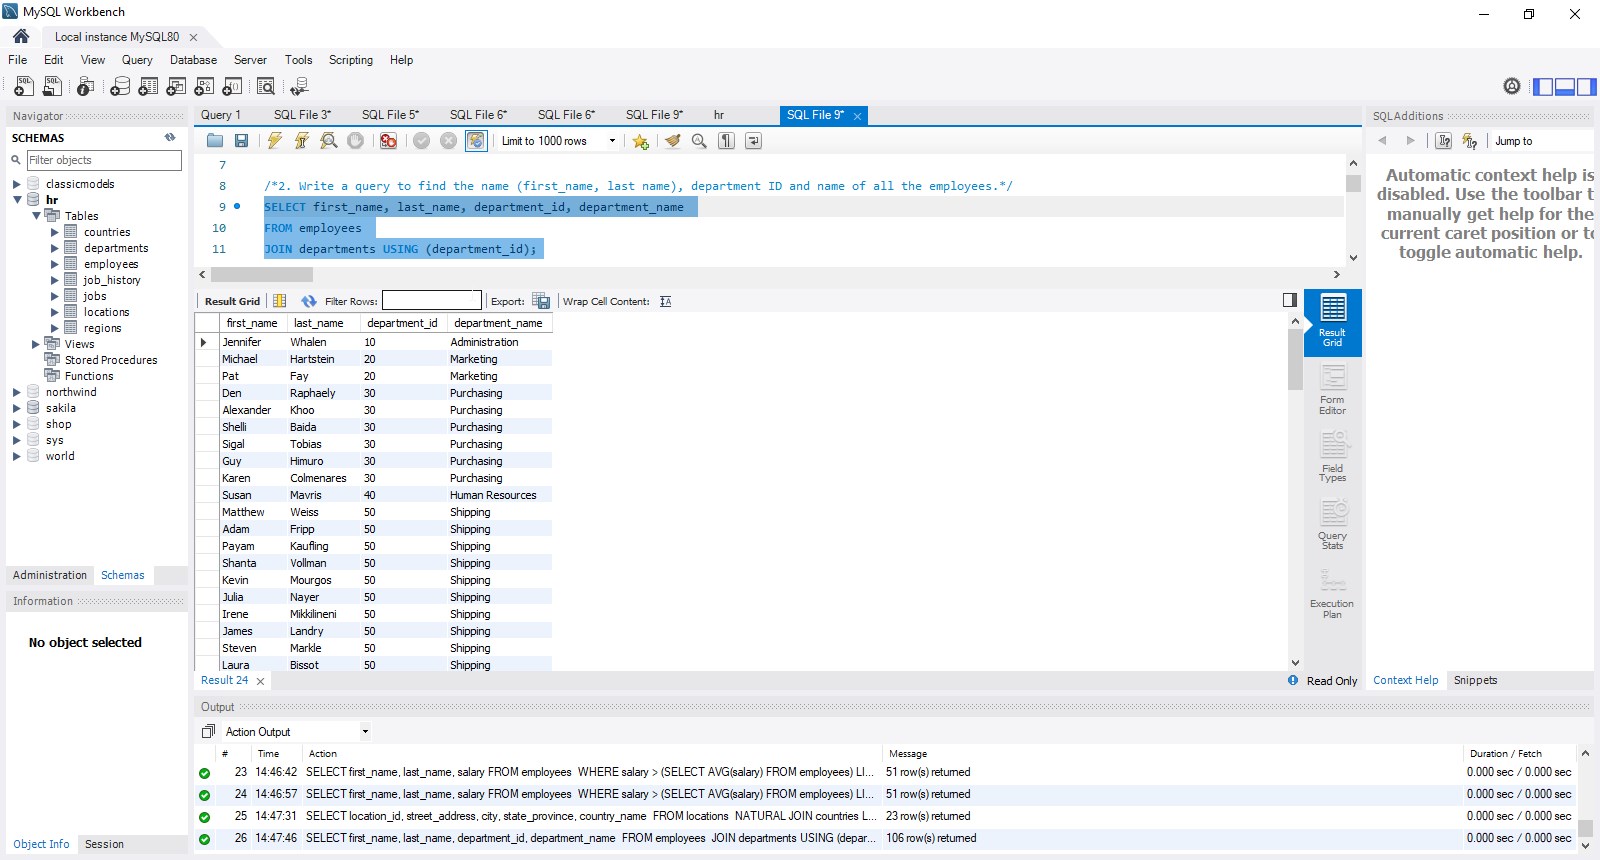 MySQL Workbench
Local instance MySQL80
File Edit View Query Database Server Tools Scripting Help
Navigator
SCHEMAS
Filter objects
classicmodels
hr
Tables
countries
departments
employees
job_history
jobs
locations
regions
Views
Stored Procedures
Functions
northwind
sakila
shop
sys
world
Administration Schemas
Information
No object selected
Object Info Session
Query 1 SQL File 3* SQL File 5* SQL File 6* SQL File 6* SQL File 9* hr SQL File 9*
Limit to 1000 rows
7
8 /*2. Write a query to find the name (first_name, last name), department ID and name of all the employees.*/
9 SELECT first_name, last_name, department_id, department_name
10 FROM employees
11 JOIN departments USING (department_id);
Result Grid Filter Rows: Export: Wrap Cell Content:
first_name last_name department_id department_name
Jennifer Whalen 10 Administration
Michael Hartstein 20 Marketing
Pat Fay 20 Marketing
Den Raphaely 30 Purchasing
Alexander Khoo 30 Purchasing
Shelli Baida 30 Purchasing
Sigal Tobias 30 Purchasing
Guy Himuro 30 Purchasing
Karen Colmenares 30 Purchasing
Susan Mavris 40 Human Resources
Matthew Weiss 50 Shipping
Adam Fripp 50 Shipping
Payam Kaufling 50 Shipping
Shanta Vollman 50 Shipping
Kevin Mourgos 50 Shipping
Julia Nayer 50 Shipping
Irene Mikkilineni 50 Shipping
James Landry 50 Shipping
Steven Markle 50 Shipping
Laura Bissot 50 Shipping
Result Grid
Form Editor
Field Types
Query Stats
Execution Plan
Result 24
Read Only
SQLAdditions
Jump to
Automatic context help is
disabled. Use the toolbar t
manually get help for the
current caret position or to
toggle automatic help.
Context Help Snippets
Output
Action Output
# Time Action Message Duration / Fetch
23 14:46:42 SELECT first_name, last_name, salary FROM employees WHERE salary > (SELECT AVG(salary) FROM employees) LI... 51 row(s) returned 0.000 sec / 0.000 sec
24 14:46:57 SELECT first_name, last_name, salary FROM employees WHERE salary > (SELECT AVG(salary) FROM employees) LI... 51 row(s) returned 0.000 sec / 0.000 sec
25 14:47:31 SELECT location_id, street_address, city, state_province, country_name FROM locations NATURAL JOIN countries L... 23 row(s) returned 0.000 sec / 0.000 sec
26 14:47:46 SELECT first_name, last_name, department_id, department_name FROM employees JOIN departments USING (depar... 106 row(s) returned 0.000 sec / 0.000 sec